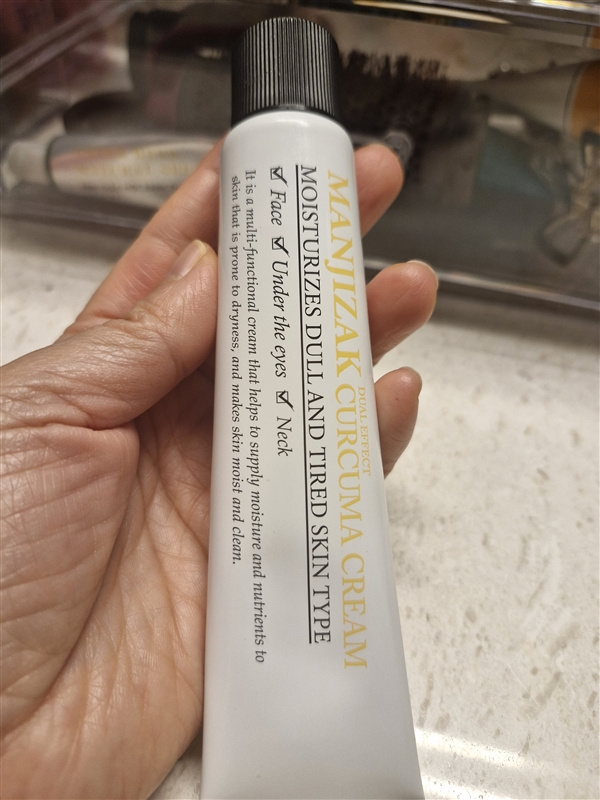 DUAL EFFECT
MANJIZAK CURCUMA CREAM
MOISTURIZES DULL AND TIRED SKIN TYPE
☑ Face ☑ Under the eyes ☑ Neck
It is a multi-functional cream that helps to supply moisture and nutrients to
skin that is prone to dryness, and makes skin moist and clean.